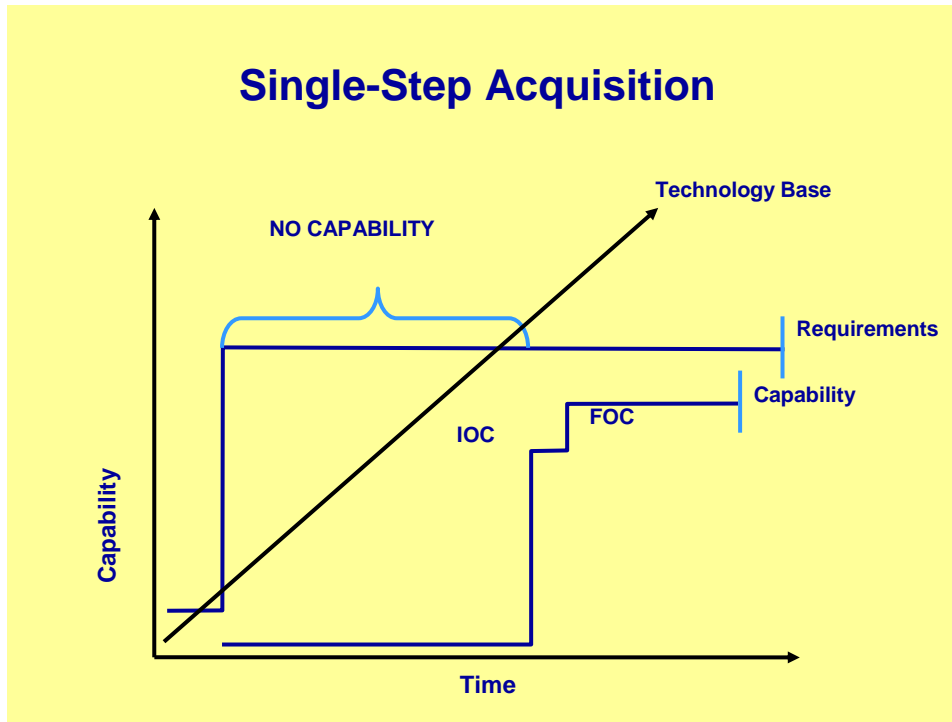 Single-Step Acquisition
Technology Base
NO CAPABILITY
Requirements
Capability
FOC
IOC
Capability
Time